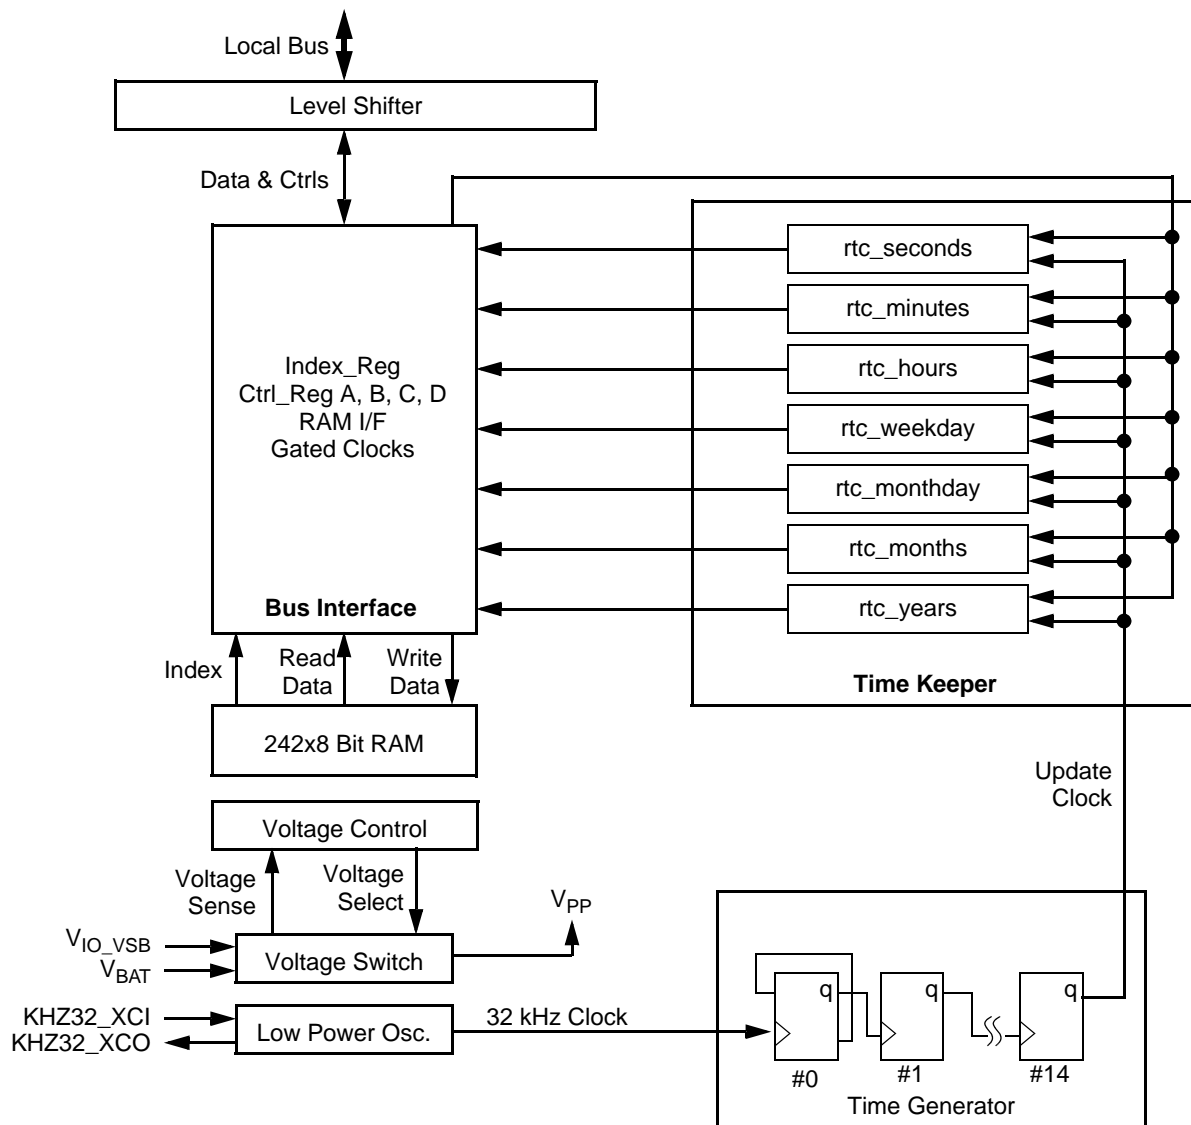 Local Bus
Level Shifter
Data & Ctrls
rtc_seconds
rtc_minutes
rtc_hours
rtc_weekday
rtc_monthday
rtc_months
rtc_years
Time Keeper
Index_Reg
Ctrl_Reg A, B, C, D
RAM I/F
Gated Clocks
Bus Interface
Index
Read
Data
Write
Data
242x8 Bit RAM
Update
Clock
Voltage Control
Voltage
Sense
Voltage
Select
VPP
VIO_VSB
VBAT
Voltage Switch
KHZ32_XCI
KHZ32_XCO
Low Power Osc.
32 kHz Clock
q
q
q
#0
#1
#14
Time Generator